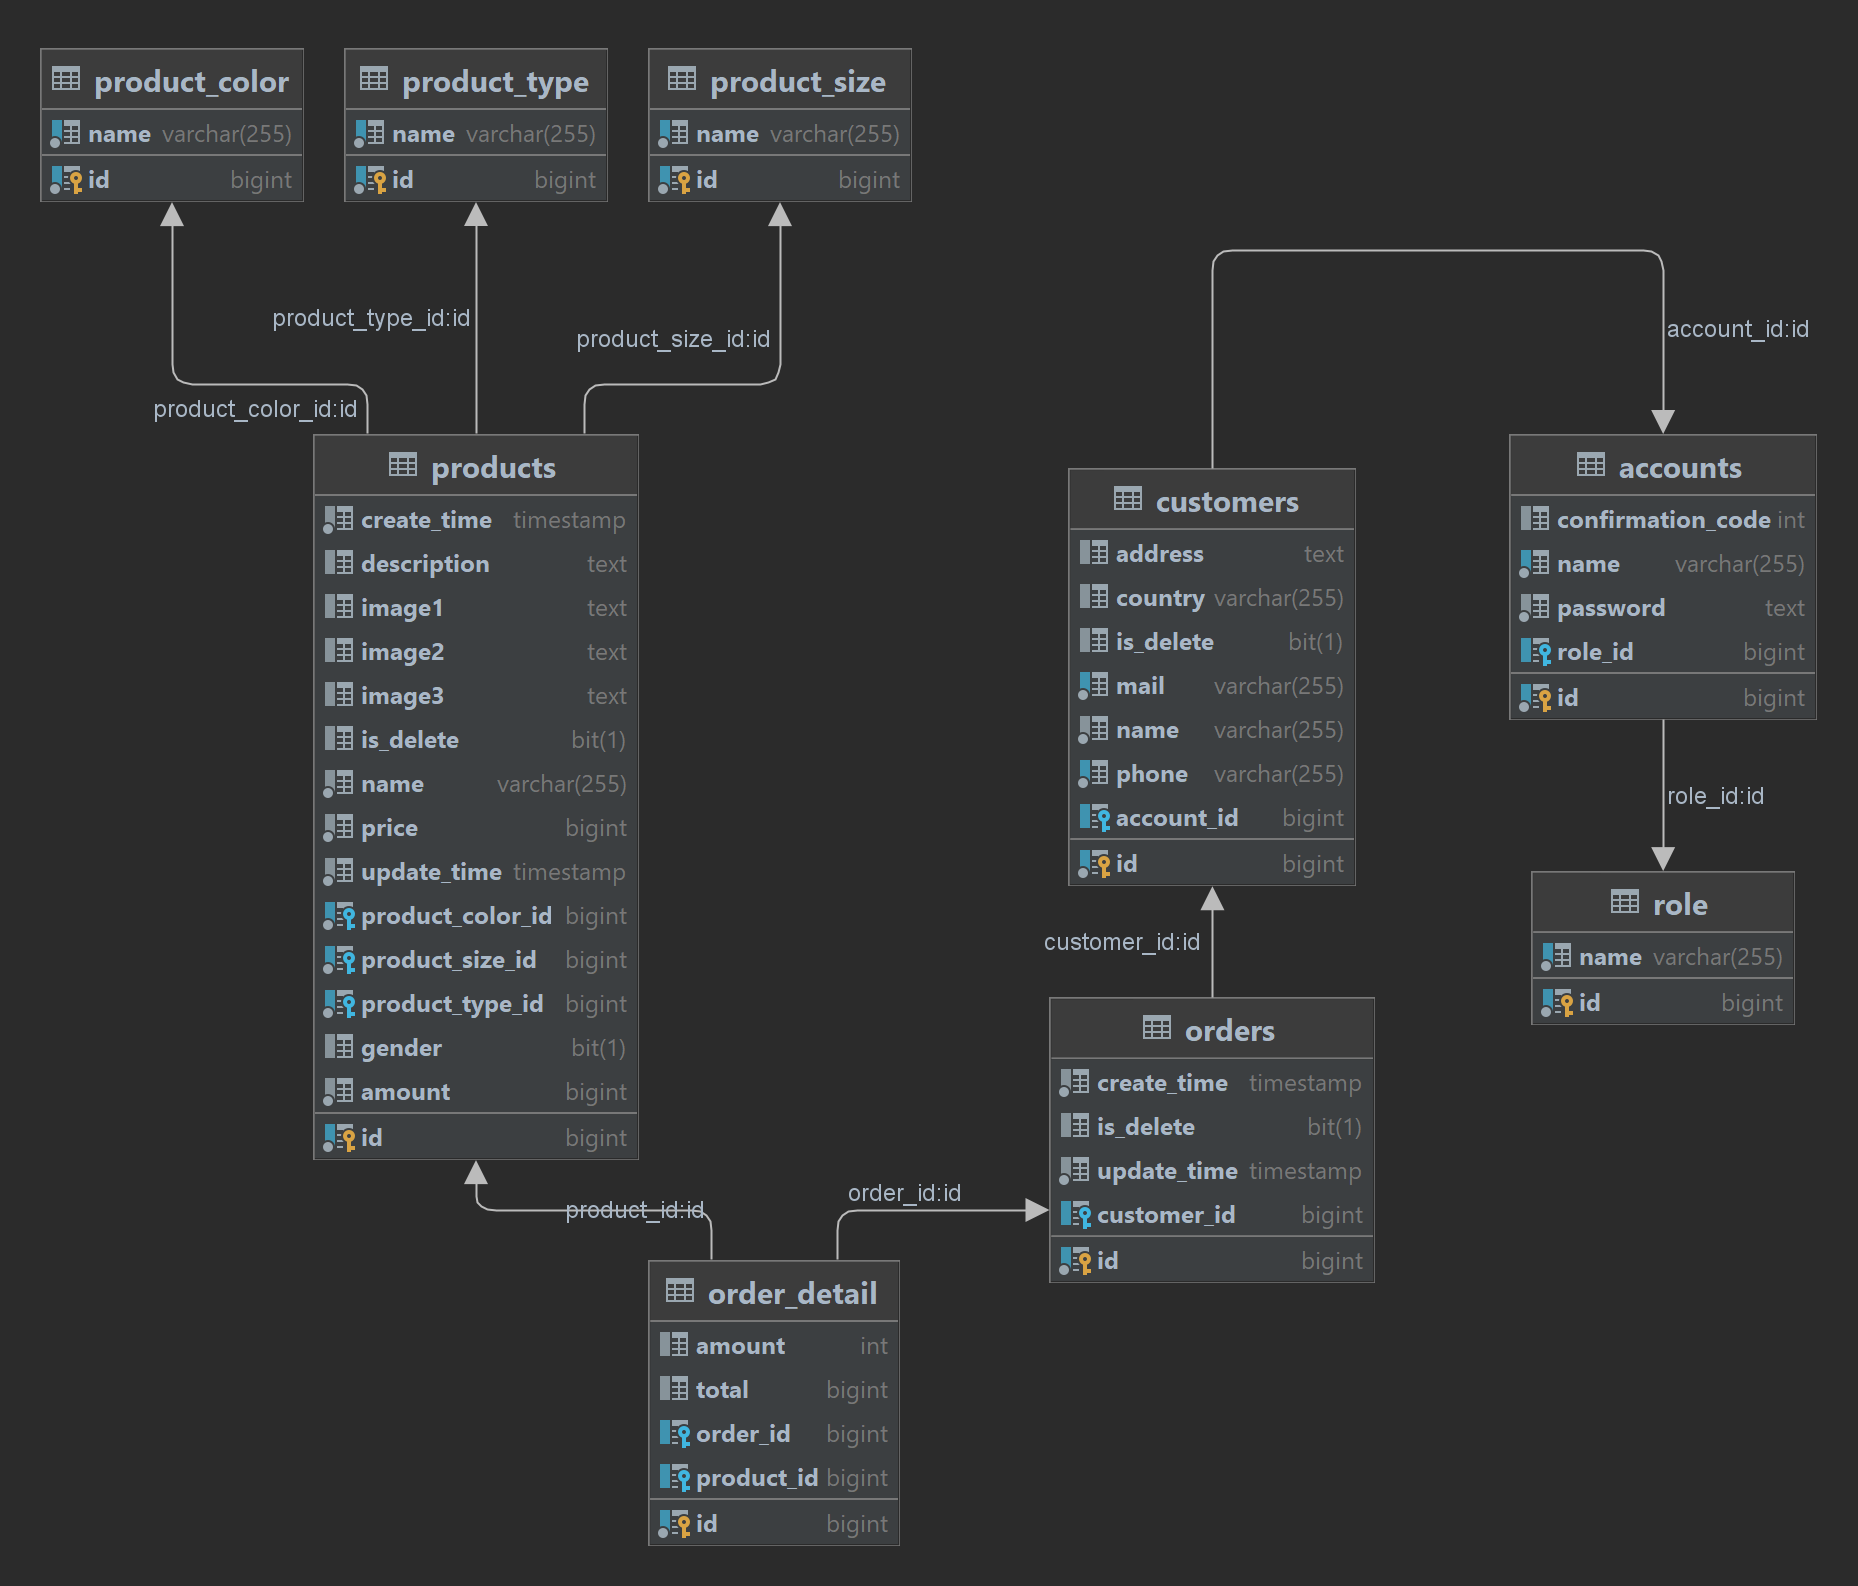 product_color
name varchar(255)
id bigint
product_type
name varchar(255)
id bigint
product_size
name varchar(255)
id bigint
product_type_id:id
product_size_id:id
product_color_id:id
account_id:id
products
create_time timestamp
description text
image1 text
image2 text
image3 text
is_delete bit(1)
name varchar(255)
price bigint
update_time timestamp
product_color_id bigint
product_size_id bigint
product_type_id bigint
gender bit(1)
amount bigint
id bigint
customers
address text
country varchar(255)
is_delete bit(1)
mail varchar(255)
name varchar(255)
phone varchar(255)
account_id bigint
id bigint
accounts
confirmation_code int
name varchar(255)
password text
role_id bigint
id bigint
role_id:id
role
name varchar(255)
id bigint
customer_id:id
orders
create_time timestamp
is_delete bit(1)
update_time timestamp
customer_id bigint
id bigint
product_id:id
order_id:id
order_detail
amount int
total bigint
order_id bigint
product_id bigint
id bigint